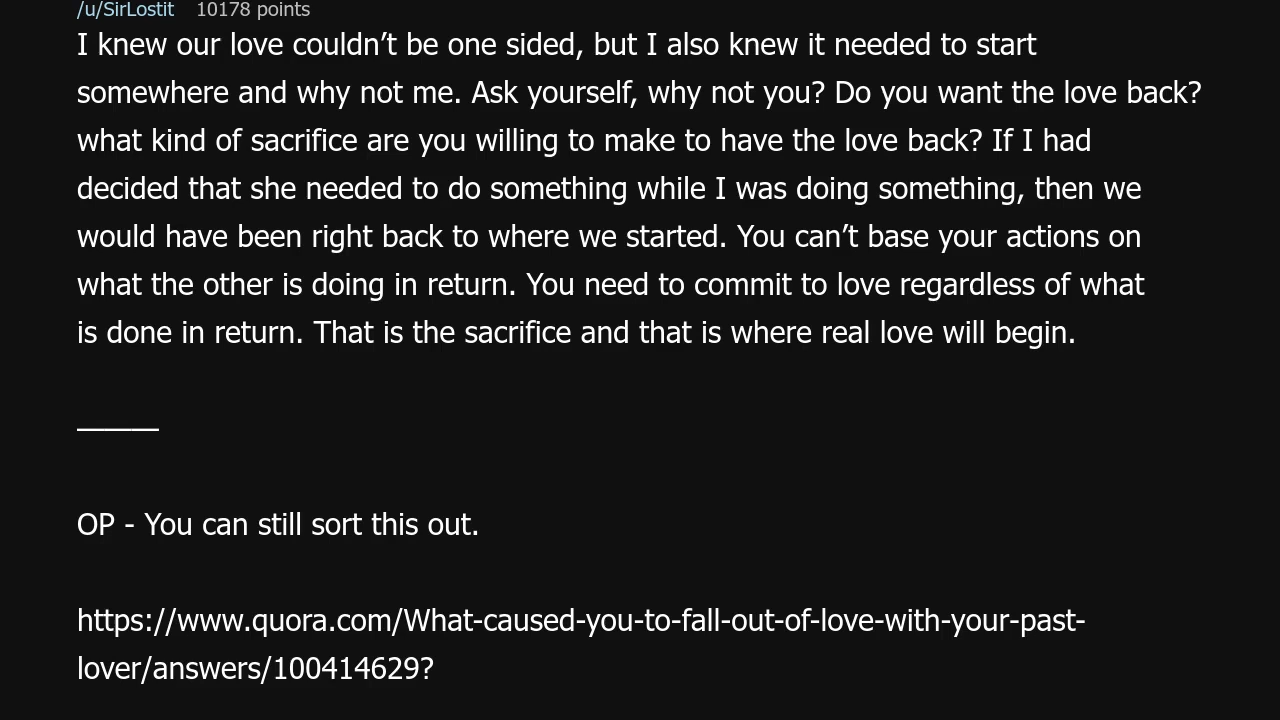 /u/SirLostit 10178 points
I knew our love couldn’t be one sided, but I also knew it needed to start
somewhere and why not me. Ask yourself, why not you? Do you want the love back?
what kind of sacrifice are you willing to make to have the love back? If I had
decided that she needed to do something while I was doing something, then we
would have been right back to where we started. You can’t base your actions on
what the other is doing in return. You need to commit to love regardless of what
is done in return. That is the sacrifice and that is where real love will begin.
______
OP - You can still sort this out.
https://www.quora.com/What-caused-you-to-fall-out-of-love-with-your-past-
lover/answers/100414629?